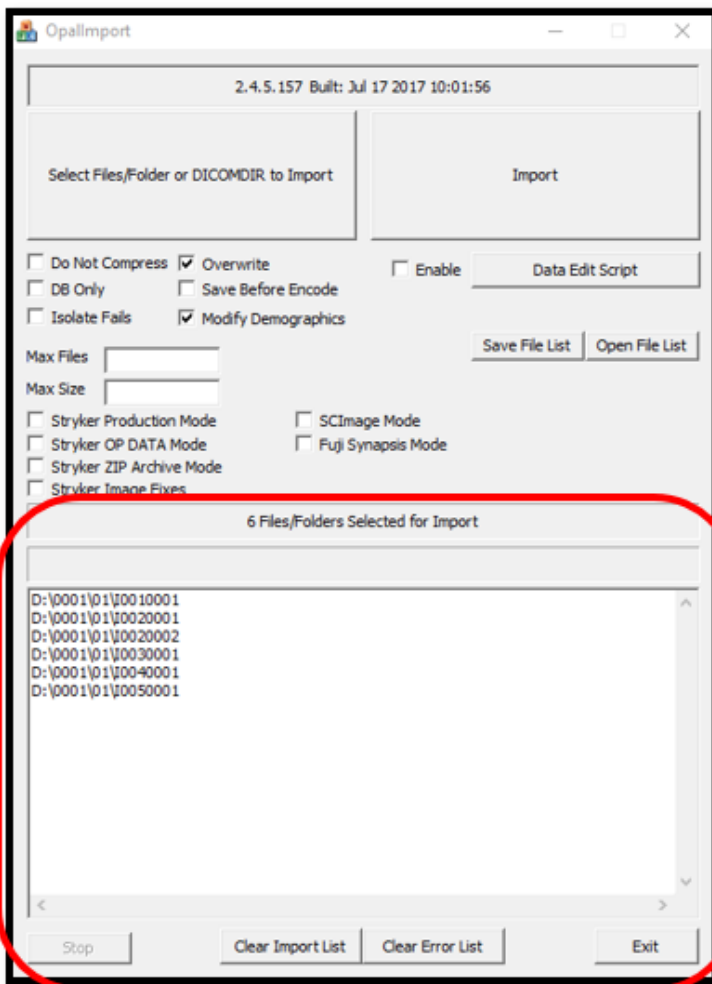 OpalImport
2.4.5.157 Built: Jul 17 2017 10:01:56
Select Files/Folder or DICOMDIR to Import
Import
Do Not Compress
Overwrite
Enable
Data Edit Script
DB Only
Save Before Encode
Isolate Fails
Modify Demographics
Save File List
Open File List
Max Files
Max Size
Stryker Production Mode
SCImage Mode
Stryker OP DATA Mode
Fuji Synapsis Mode
Stryker ZIP Archive Mode
Stryker Image Fixes
6 Files/Folders Selected for Import
D:\0001\01\I0010001
D:\0001\01\I0020001
D:\0001\01\I0020002
D:\0001\01\I0030001
D:\0001\01\I0040001
D:\0001\01\I0050001
Stop
Clear Import List
Clear Error List
Exit